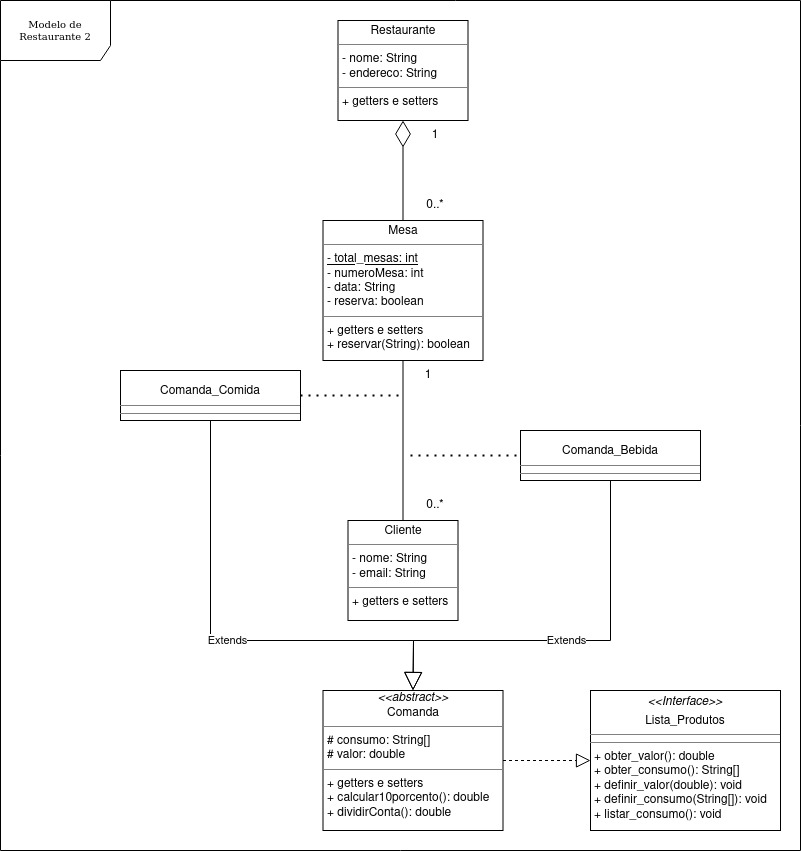 Modelo de
Restaurante 2
Restaurante
- nome: String
- endereco: String
+ getters e setters
1
0..*
Mesa
- total_mesas: int
- numeroMesa: int
- data: String
- reserva: boolean
+ getters e setters
+ reservar(String): boolean
1
Comanda_Comida
Comanda_Bebida
0..*
Cliente
- nome: String
- email: String
+ getters e setters
Extends
Extends
<<abstract>>
Comanda
# consumo: String[]
# valor: double
+ getters e setters
+ calcular10porcento(): double
+ dividirConta(): double
<<Interface>>
Lista_Produtos
+ obter_valor(): double
+ obter_consumo(): String[]
+ definir_valor(double): void
+ definir_consumo(String[]): void
+ listar_consumo(): void